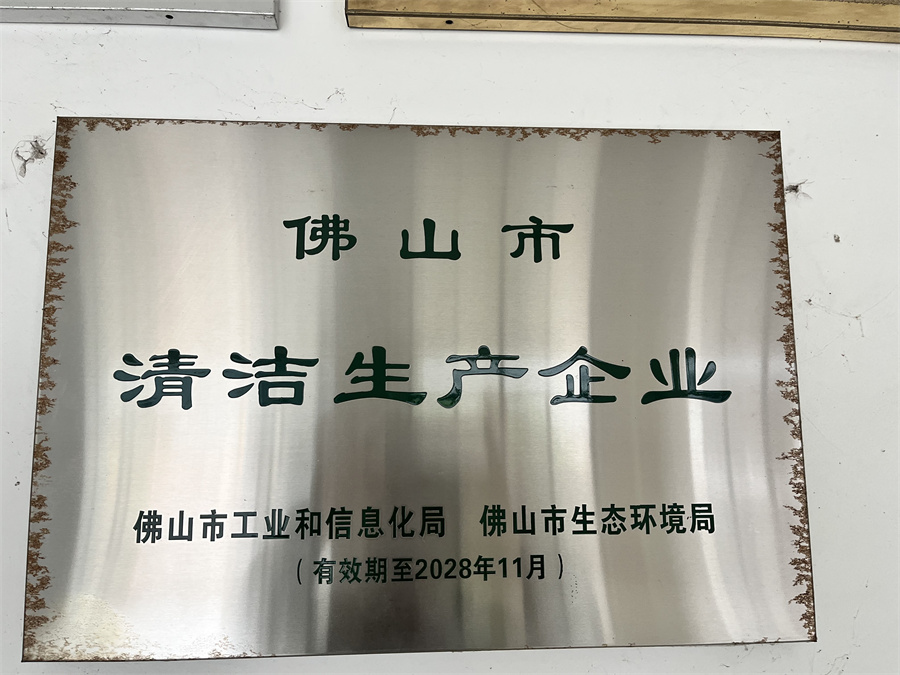 佛山市
清洁生产企业
佛山市工业和信息化局 佛山市生态环境局
(有效期至2028年11月)